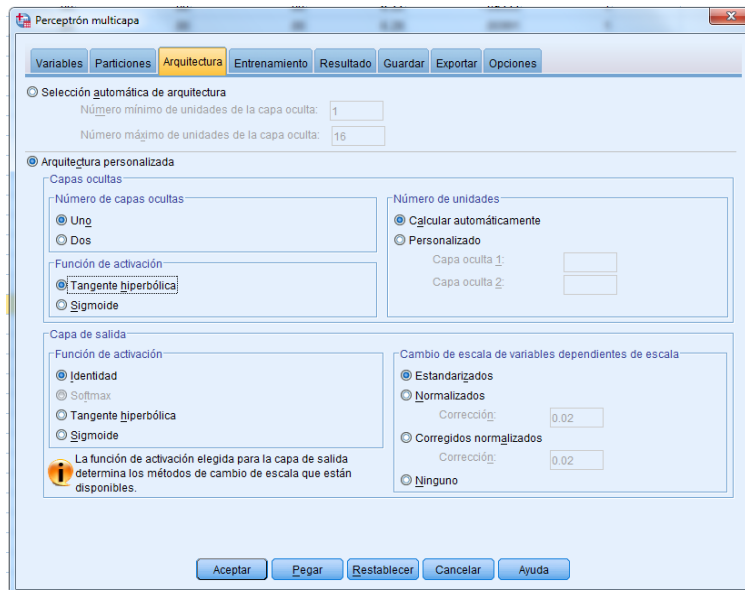 Perceptrón multicapa
Variables Particiones Arquitectura Entrenamiento Resultado Guardar Exportar Opciones
Selección automática de arquitectura
Número mínimo de unidades de la capa oculta: 1
Número máximo de unidades de la capa oculta: 16
Arquitectura personalizada
Capas ocultas
Número de capas ocultas
Uno
Dos
Función de activación
Tangente hiperbólica
Sigmoide
Número de unidades
Calcular automáticamente
Personalizado
Capa oculta 1:
Capa oculta 2:
Capa de salida
Función de activación
Identidad
Softmax
Tangente hiperbólica
Sigmoide
La función de activación elegida para la capa de salida
determina los métodos de cambio de escala que están
disponibles.
Cambio de escala de variables dependientes de escala
Estandarizados
Normalizados
Corrección: 0.02
Corregidos normalizados
Corrección: 0.02
Ninguno
Aceptar Pegar Restablecer Cancelar Ayuda